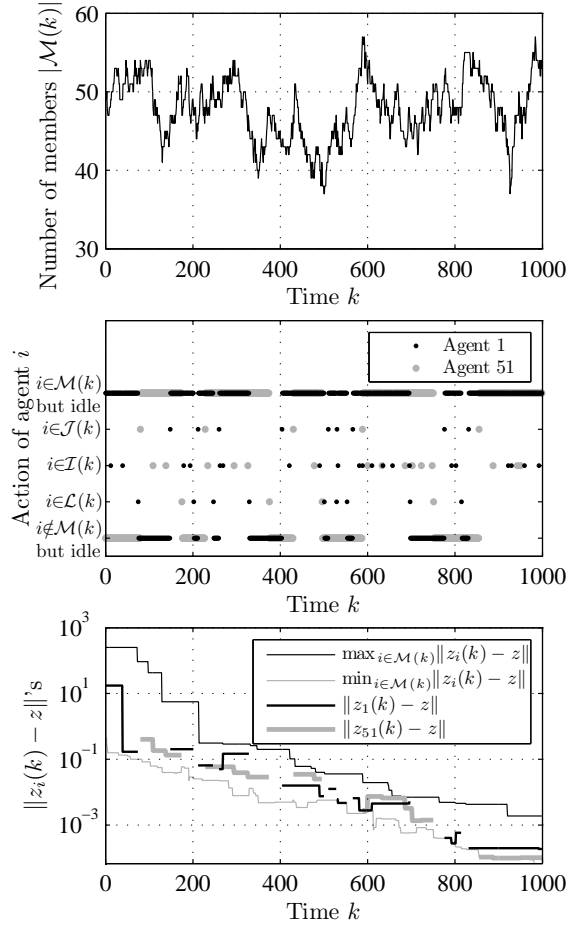 60
50
40
30
Number of members |ℳ(k)|
200 400 600 800 1000
Time k
Agent 1
Agent 51
i∈ℳ(k)
but idle
i∈𝒥(k)
i∈ℐ(k)
i∈ℒ(k)
i∉ℳ(k)
but idle
Action of agent i
0 200 400 600 800 1000
Time k
10³
10¹
10⁻¹
10⁻³
‖z_i(k) − z‖'s
max_{i∈ℳ(k)}‖z_i(k) − z‖
min_{i∈ℳ(k)}‖z_i(k) − z‖
‖z_1(k) − z‖
‖z_{51}(k) − z‖
0 200 400 600 800 1000
Time k